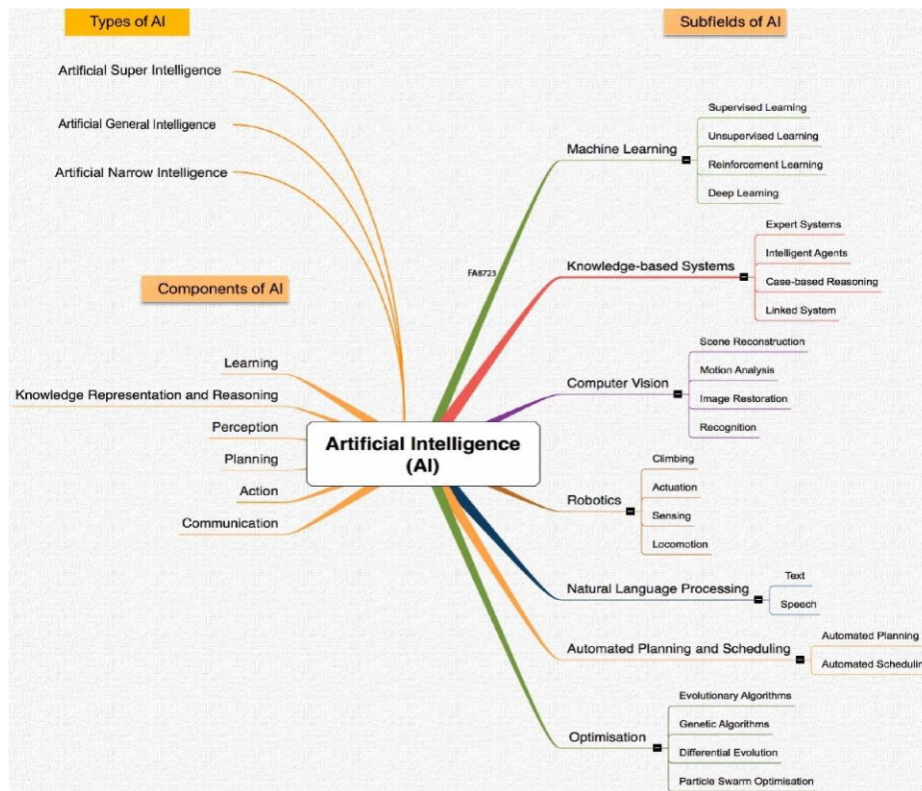 Types of AI
Artificial Super Intelligence
Artificial General Intelligence
Artificial Narrow Intelligence
Components of AI
Learning
Knowledge Representation and Reasoning
Perception
Planning
Action
Communication
Artificial Intelligence
(AI)
Subfields of AI
FA8723
Machine Learning
Supervised Learning
Unsupervised Learning
Reinforcement Learning
Deep Learning
Knowledge-based Systems
Expert Systems
Intelligent Agents
Case-based Reasoning
Linked System
Computer Vision
Scene Reconstruction
Motion Analysis
Image Restoration
Recognition
Robotics
Climbing
Actuation
Sensing
Locomotion
Natural Language Processing
Text
Speech
Automated Planning and Scheduling
Automated Planning
Automated Schedulin
Optimisation
Evolutionary Algorithms
Genetic Algorithms
Differential Evolution
Particle Swarm Optimisation